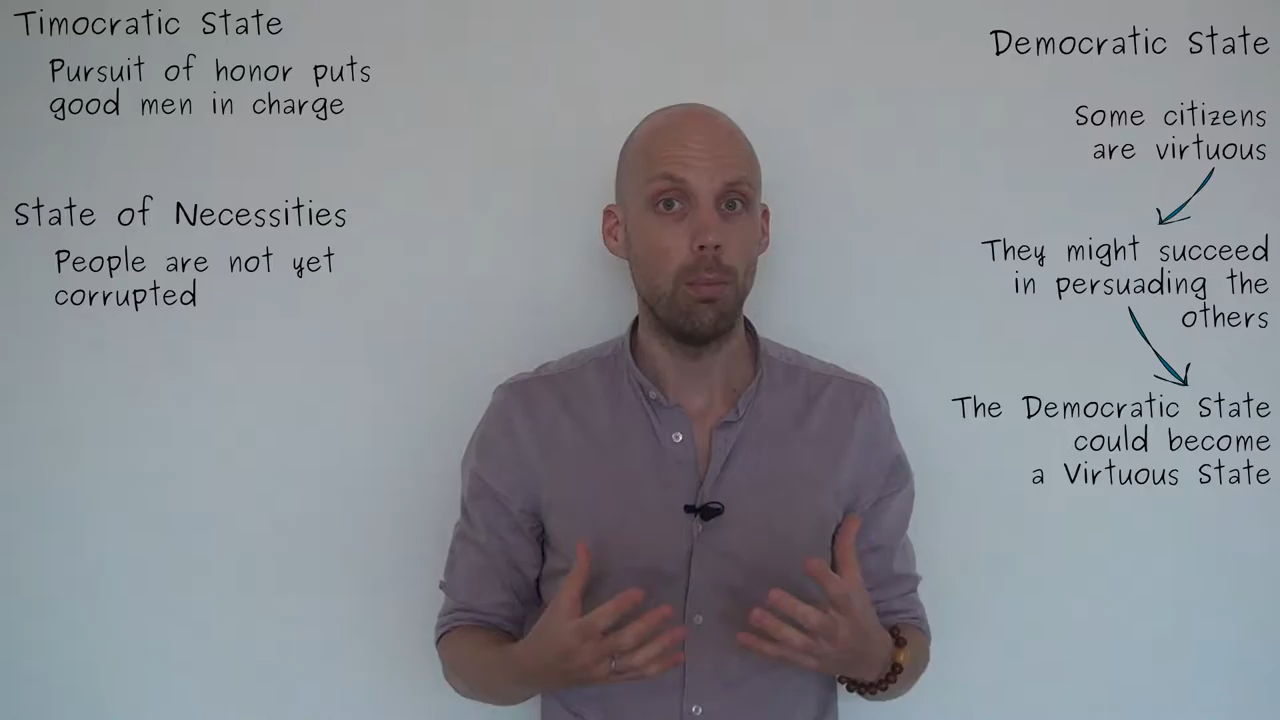 Timocratic State
Pursuit of honor puts
good men in charge
State of Necessities
People are not yet
corrupted
Democratic State
Some citizens
are virtuous
They might succeed
in persuading the
others
The Democratic State
could become
a Virtuous State